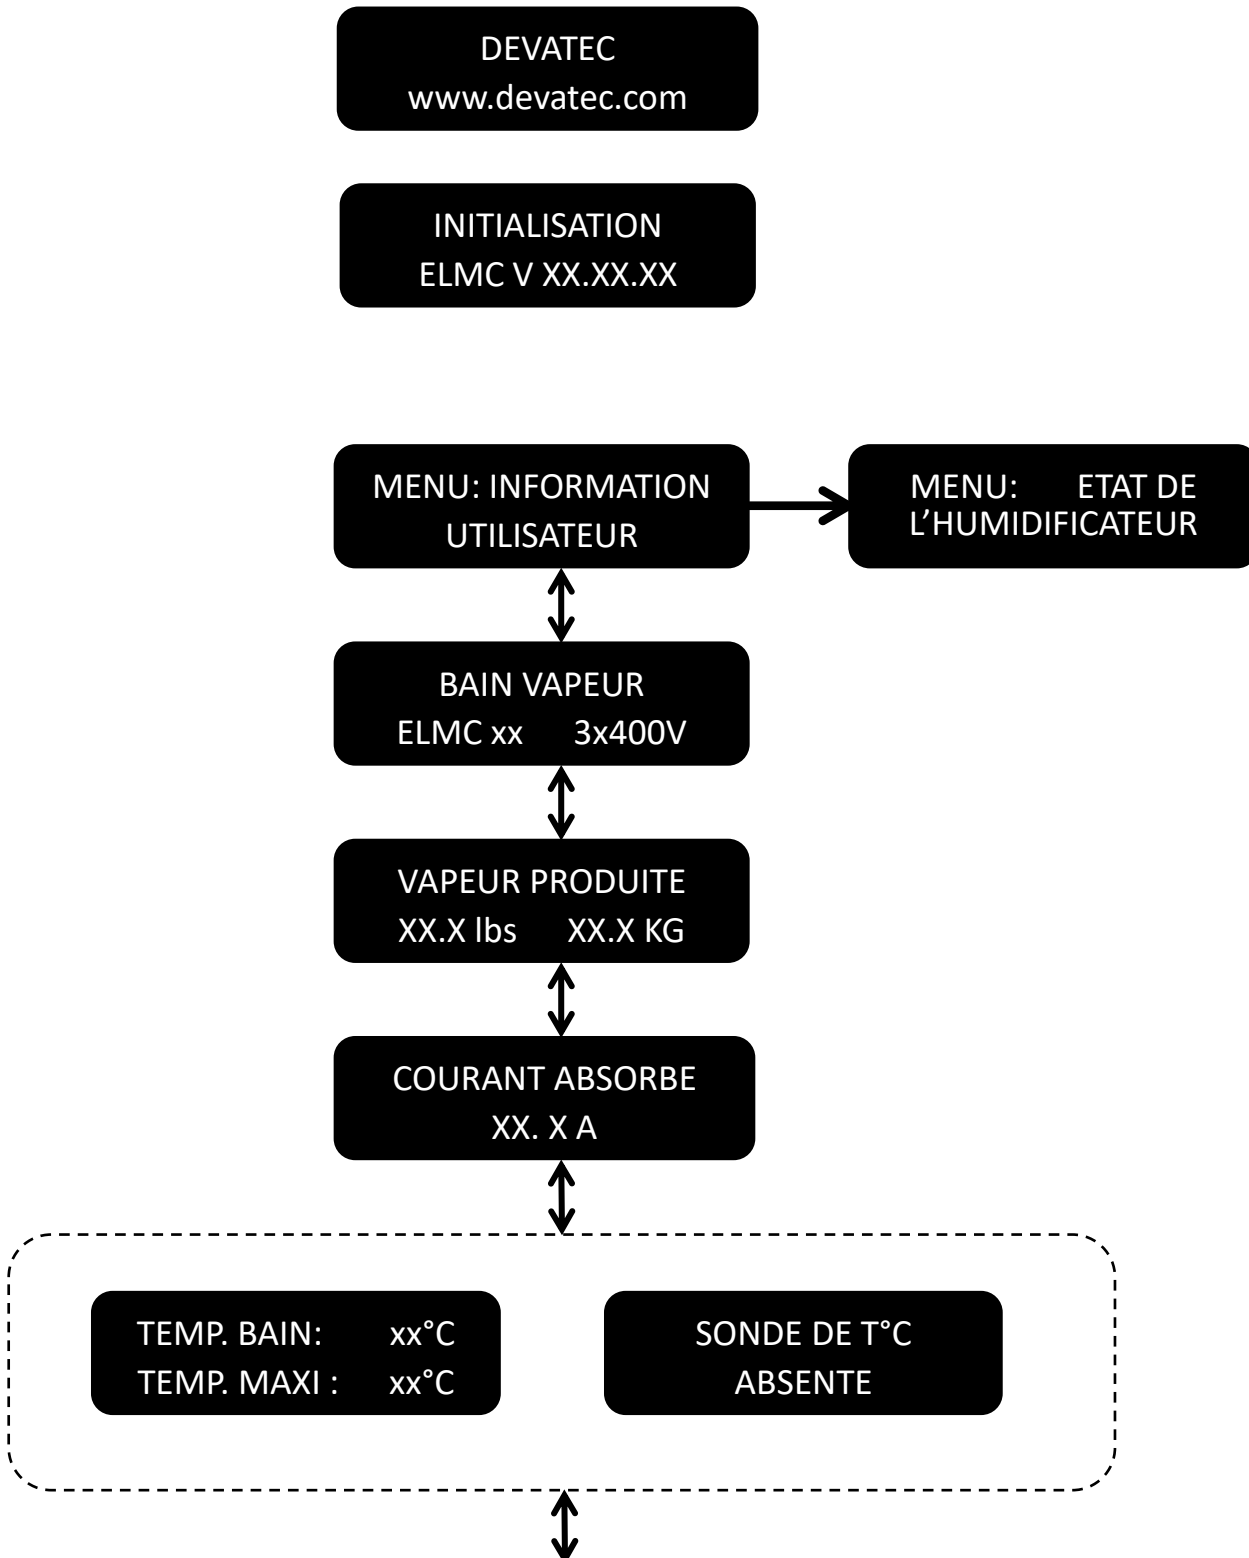 DEVATEC
www.devatec.com
INITIALISATION
ELMC V XX.XX.XX
MENU: INFORMATION
UTILISATEUR
MENU: ETAT DE
L’HUMIDIFICATEUR
BAIN VAPEUR
ELMC xx 3x400V
VAPEUR PRODUITE
XX.X lbs XX.X KG
COURANT ABSORBE
XX. X A
TEMP. BAIN: xx°C
TEMP. MAXI : xx°C
SONDE DE T°C
ABSENTE